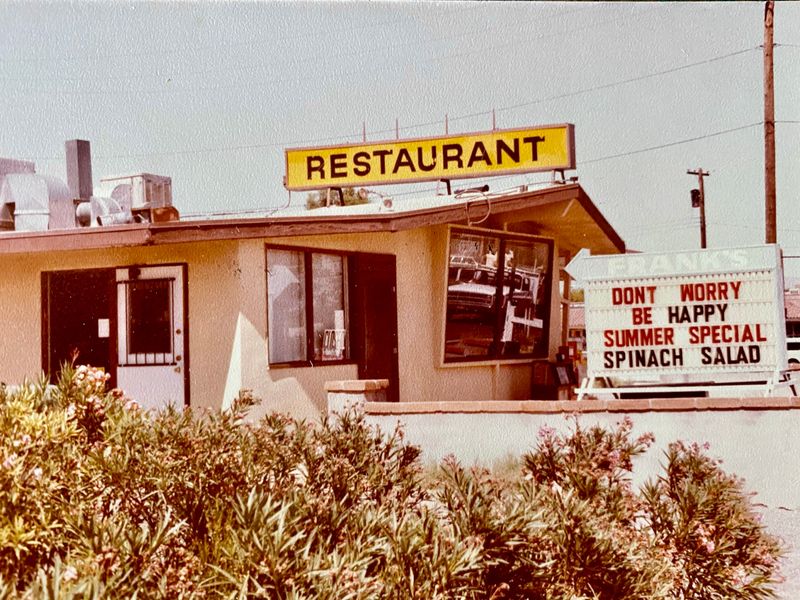 RESTAURANT
FRANK'S
DONT WORRY
BE HAPPY
SUMMER SPECIAL
SPINACH SALAD